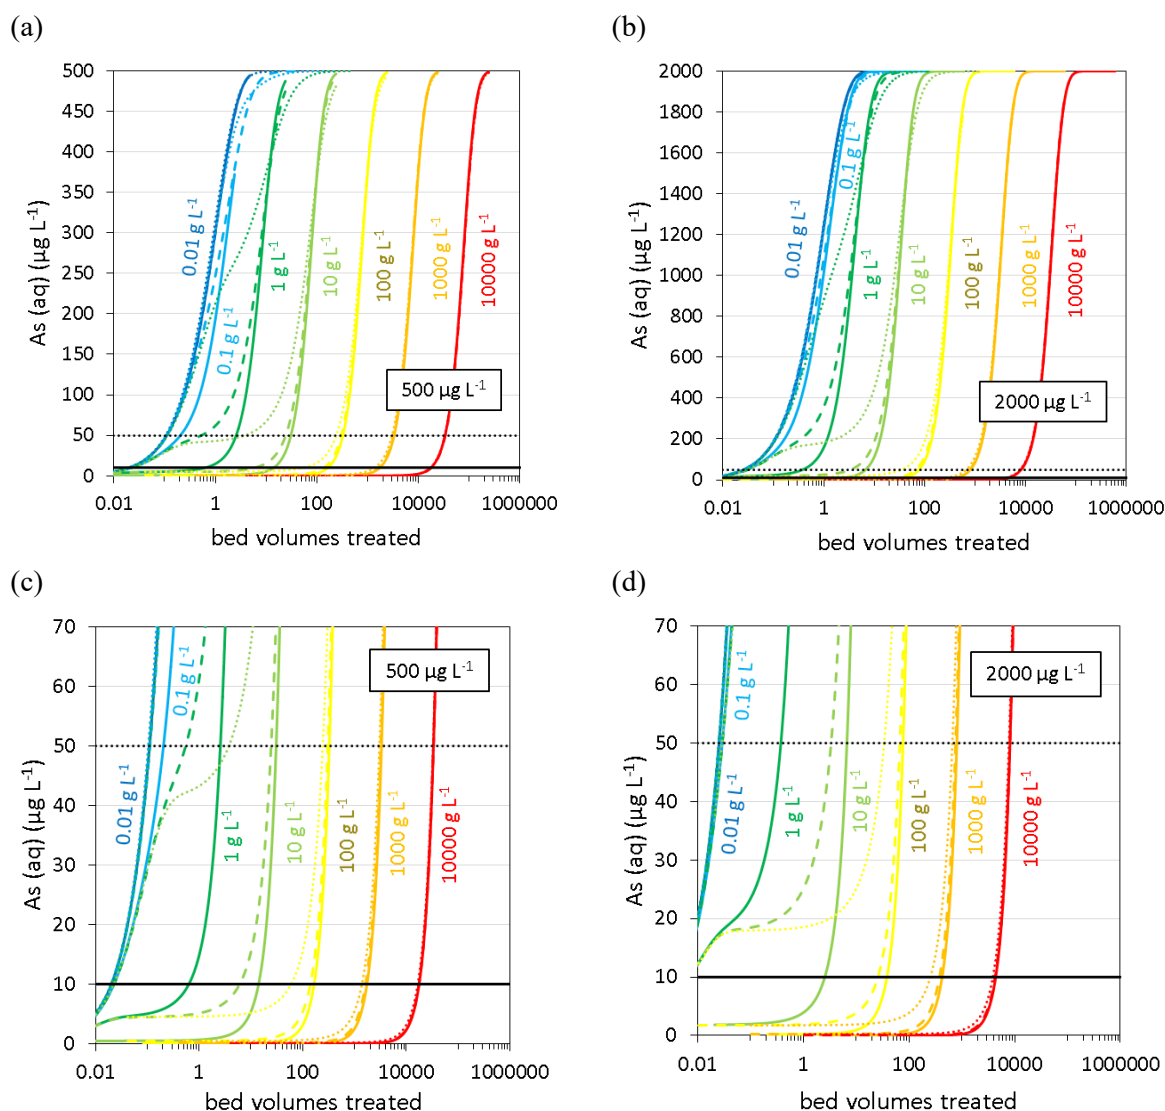 (a)
500
450
400
350
300
250
200
150
100
50
0
As (aq) (µg L⁻¹)
0.01 g L⁻¹
0.1 g L⁻¹
1 g L⁻¹
10 g L⁻¹
100 g L⁻¹
1000 g L⁻¹
10000 g L⁻¹
500 µg L⁻¹
0.01 1 100 10000 1000000
bed volumes treated
(b)
2000
1800
1600
1400
1200
1000
800
600
400
200
0
As (aq) (µg L⁻¹)
0.01 g L⁻¹
0.1 g L⁻¹
1 g L⁻¹
10 g L⁻¹
100 g L⁻¹
1000 g L⁻¹
10000 g L⁻¹
2000 µg L⁻¹
0.01 1 100 10000 1000000
bed volumes treated
(c)
70
60
50
40
30
20
10
0
As (aq) (µg L⁻¹)
0.01 g L⁻¹
0.1 g L⁻¹
1 g L⁻¹
10 g L⁻¹
100 g L⁻¹
1000 g L⁻¹
10000 g L⁻¹
500 µg L⁻¹
0.01 1 100 10000 1000000
bed volumes treated
(d)
70
60
50
40
30
20
10
0
As (aq) (µg L⁻¹)
0.01 g L⁻¹
0.1 g L⁻¹
1 g L⁻¹
10 g L⁻¹
100 g L⁻¹
1000 g L⁻¹
10000 g L⁻¹
2000 µg L⁻¹
0.01 1 100 10000 1000000
bed volumes treated